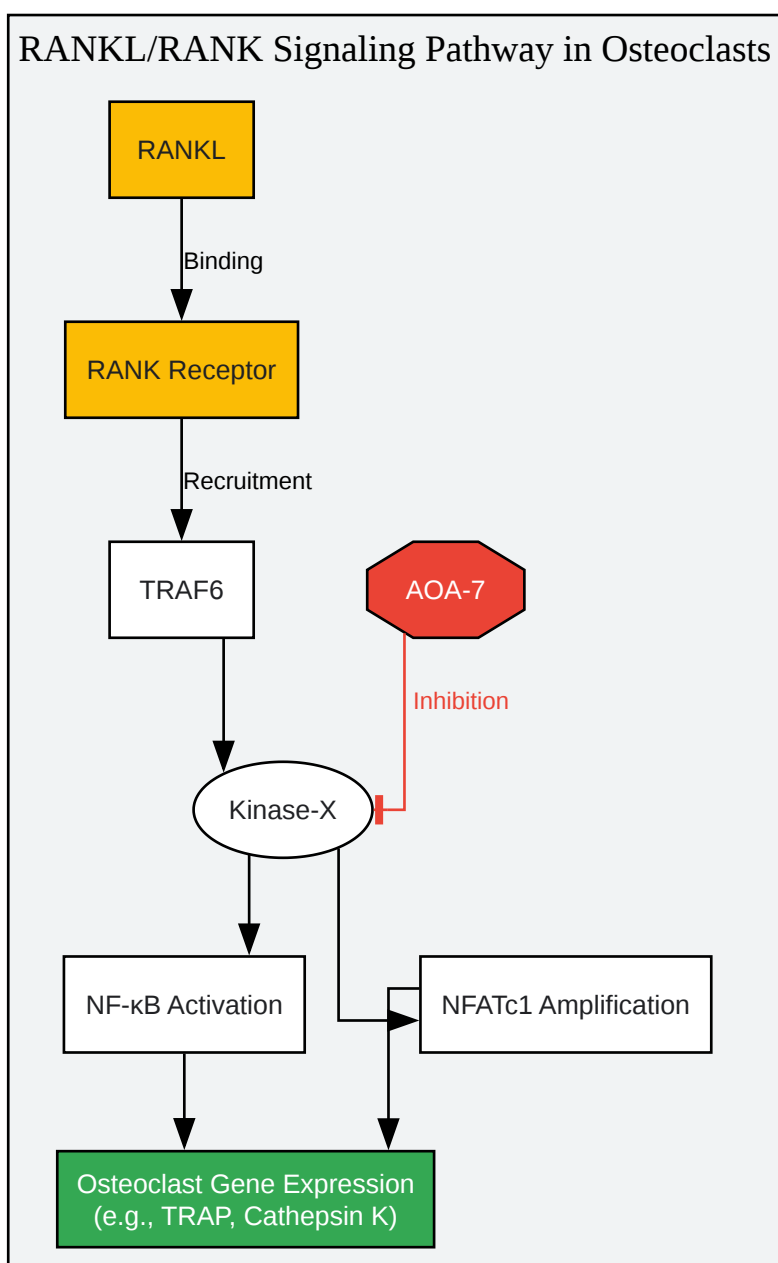 RANKL/RANK Signaling Pathway in Osteoclasts
RANKL
Binding
RANK Receptor
Recruitment
TRAF6
AOA-7
Inhibition
Kinase-X
NF-κB Activation
NFATc1 Amplification
Osteoclast Gene Expression
(e.g., TRAP, Cathepsin K)